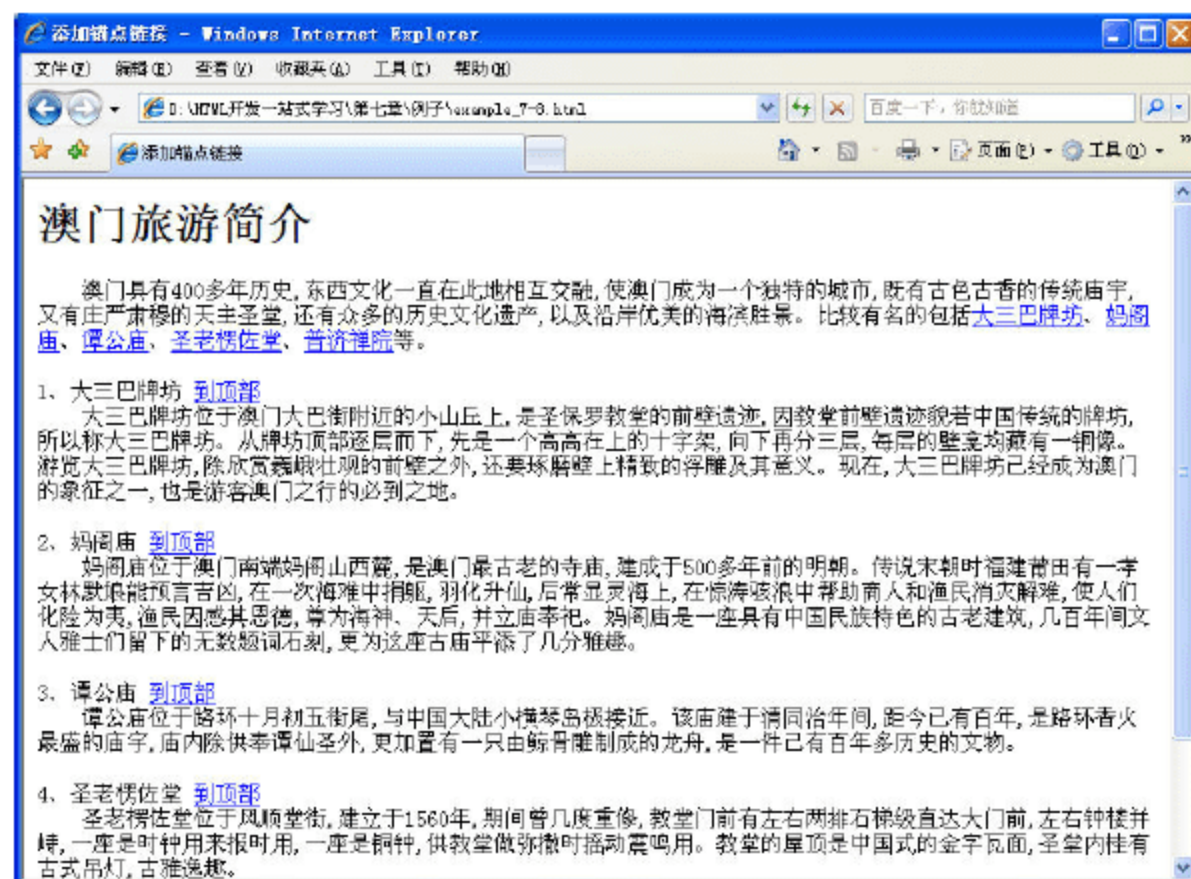 添加锚点链接 - Windows Internet Explorer
文件(F) 编辑(E) 查看(V) 收藏夹(A) 工具(T) 帮助(H)
D:\HTML开发一站式学习\第七章\例子\example_7-8.html 百度一下，你就知道
添加锚点链接 页面(P) 工具(O) »
澳门旅游简介
澳门具有400多年历史,东西文化一直在此地相互交融,使澳门成为一个独特的城市,既有古色古香的传统庙宇,
又有庄严肃穆的天主圣堂,还有众多的历史文化遗产,以及沿岸优美的海滨胜景。比较有名的包括大三巴牌坊、妈阁
庙、谭公庙、圣老楞佐堂、普济禅院等。
1、大三巴牌坊 到顶部
大三巴牌坊位于澳门大巴街附近的小山丘上,是圣保罗教堂的前壁遗迹,因教堂前壁遗迹貌若中国传统的牌坊,
所以称大三巴牌坊。从牌坊顶部逐层而下,先是一个高高在上的十字架,向下再分三层,每层的壁龛均藏有一铜像。
游览大三巴牌坊,除欣赏巍峨壮观的前壁之外,还要琢磨壁上精致的浮雕及其意义。现在,大三巴牌坊已经成为澳门
的象征之一,也是游客澳门之行的必到之地。
2、妈阁庙 到顶部
妈阁庙位于澳门南端妈阁山西麓,是澳门最古老的寺庙,建成于500多年前的明朝。传说宋朝时福建莆田有一孝
女林默娘能预言吉凶,在一次海难中捐躯,羽化升仙,后常显灵海上,在惊涛骇浪中帮助商人和渔民消灾解难,使人们
化险为夷,渔民因感其恩德,尊为海神、天后,并立庙奉祀。妈阁庙是一座具有中国民族特色的古老建筑,几百年间文
人雅士们留下的无数题词石刻,更为这座古庙平添了几分雅趣。
3、谭公庙 到顶部
谭公庙位于路环十月初五街尾,与中国大陆小横琴岛极接近。该庙建于清同治年间,距今已有百年,是路环香火
最盛的庙宇,庙内除供奉谭仙圣外,更加置有一只由鲸骨雕制成的龙舟,是一件已有百年多历史的文物。
4、圣老楞佐堂 到顶部
圣老楞佐堂位于风顺堂街,建立于1560年,期间曾几度重修,教堂门前有左右两排石梯级直达大门前,左右钟楼并
峙,一座是时钟用来报时用,一座是铜钟,供教堂做弥撒时摇动震鸣用。教堂的屋顶是中国式的金字瓦面,圣堂内挂有
古式吊灯,古雅逸趣。